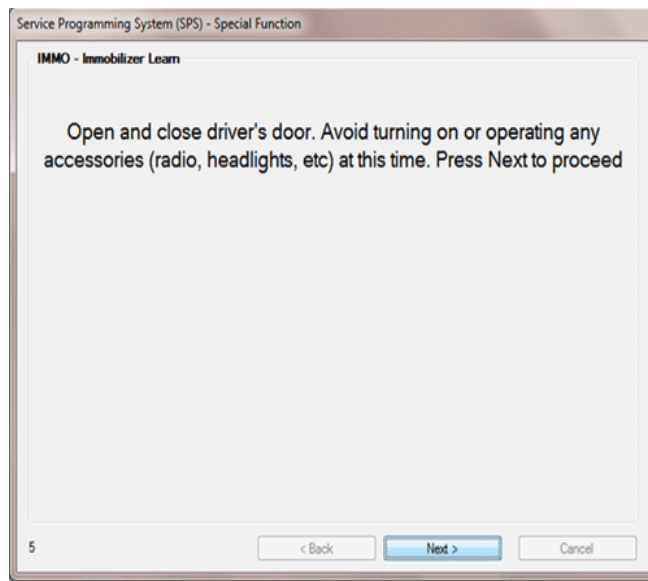 Service Programming System (SPS) - Special Function
IMMO - Immobilizer Learn
Open and close driver's door. Avoid turning on or operating any
accessories (radio, headlights, etc) at this time. Press Next to proceed
5
< Back
Next >
Cancel